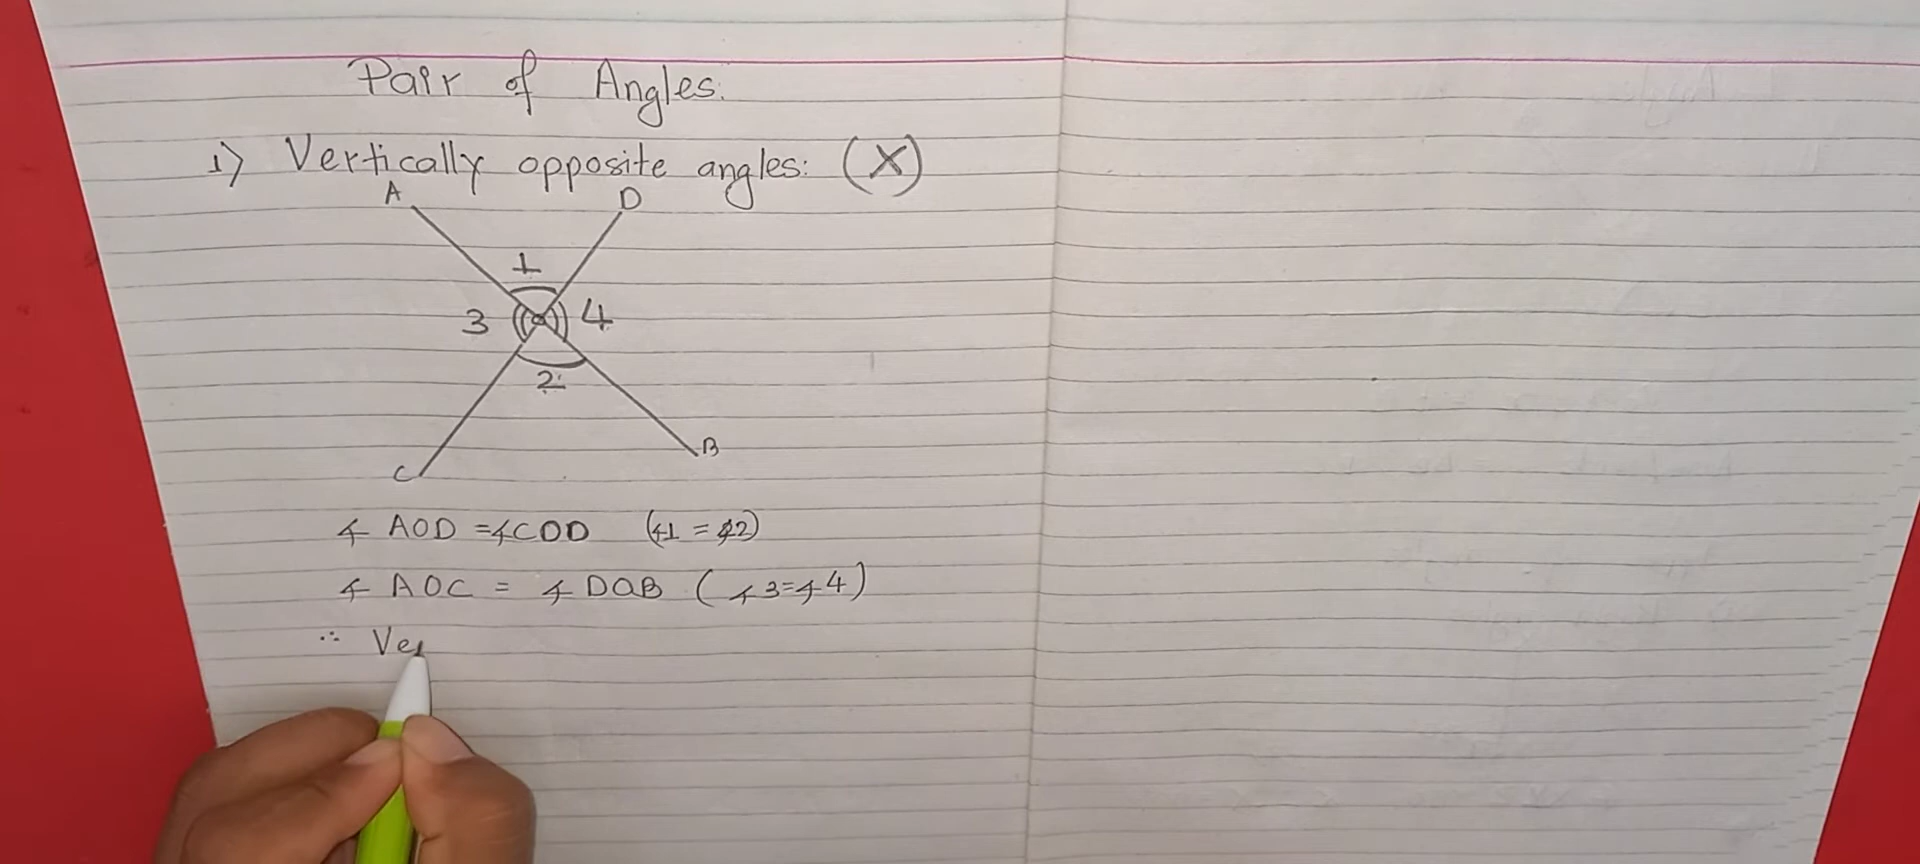 Pair of Angles.
1) Vertically opposite angles: (X)
A D
1
3 O 4
2
B
C
∡ AOD = ∡COD (∡1 = ∡2)
∡ AOC = ∡ DOB (∡3=∡4)
∴ Ver